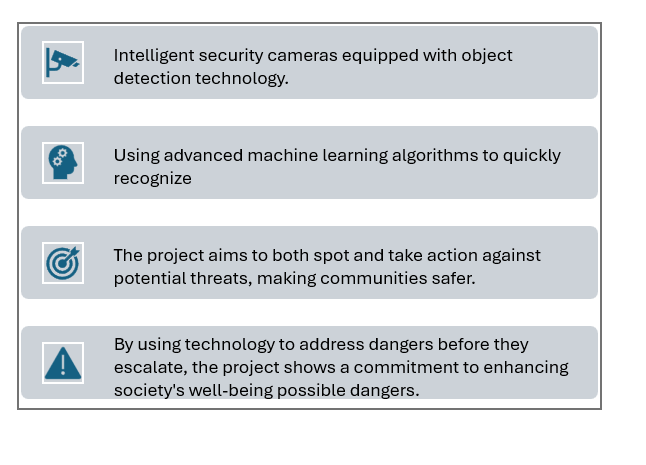 Intelligent security cameras equipped with object
detection technology.
Using advanced machine learning algorithms to quickly
recognize
The project aims to both spot and take action against
potential threats, making communities safer.
By using technology to address dangers before they
escalate, the project shows a commitment to enhancing
society's well-being possible dangers.